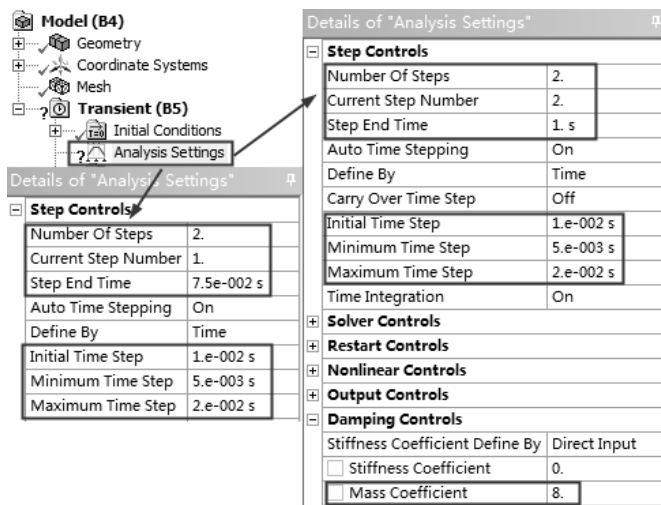 Model (B4)
Geometry
Coordinate Systems
Mesh
Transient (B5)
Initial Conditions
Analysis Settings
Details of "Analysis Settings"
Step Controls
Number Of Steps 2.
Current Step Number 1.
Step End Time 7.5e-002 s
Auto Time Stepping On
Define By Time
Initial Time Step 1.e-002 s
Minimum Time Step 5.e-003 s
Maximum Time Step 2.e-002 s
Details of "Analysis Settings"
Step Controls
Number Of Steps 2.
Current Step Number 2.
Step End Time 1. s
Auto Time Stepping On
Define By Time
Carry Over Time Step Off
Initial Time Step 1.e-002 s
Minimum Time Step 5.e-003 s
Maximum Time Step 2.e-002 s
Time Integration On
Solver Controls
Restart Controls
Nonlinear Controls
Output Controls
Damping Controls
Stiffness Coefficient Define By Direct Input
Stiffness Coefficient 0.
Mass Coefficient 8.